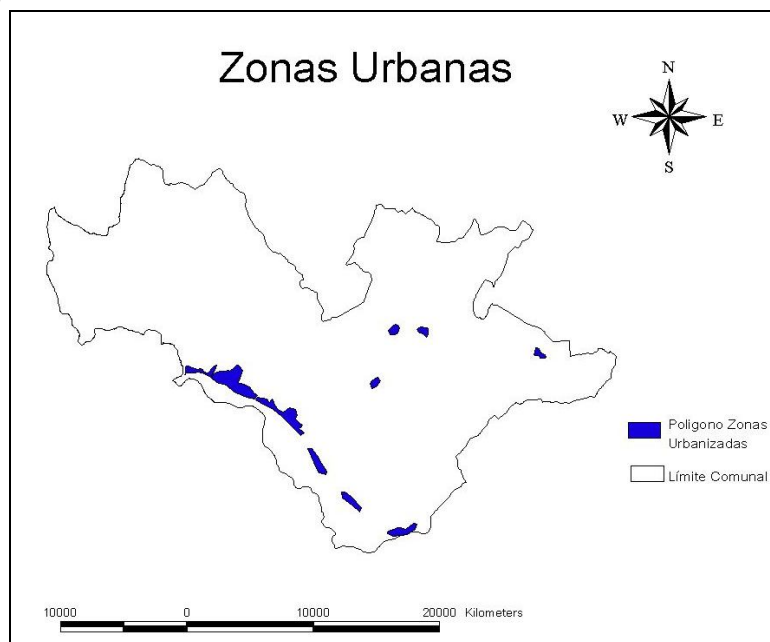 Zonas Urbanas
N
W E
S
Poligono Zonas
Urbanizadas
Límite Comunal
10000 0 10000 20000 Kilometers